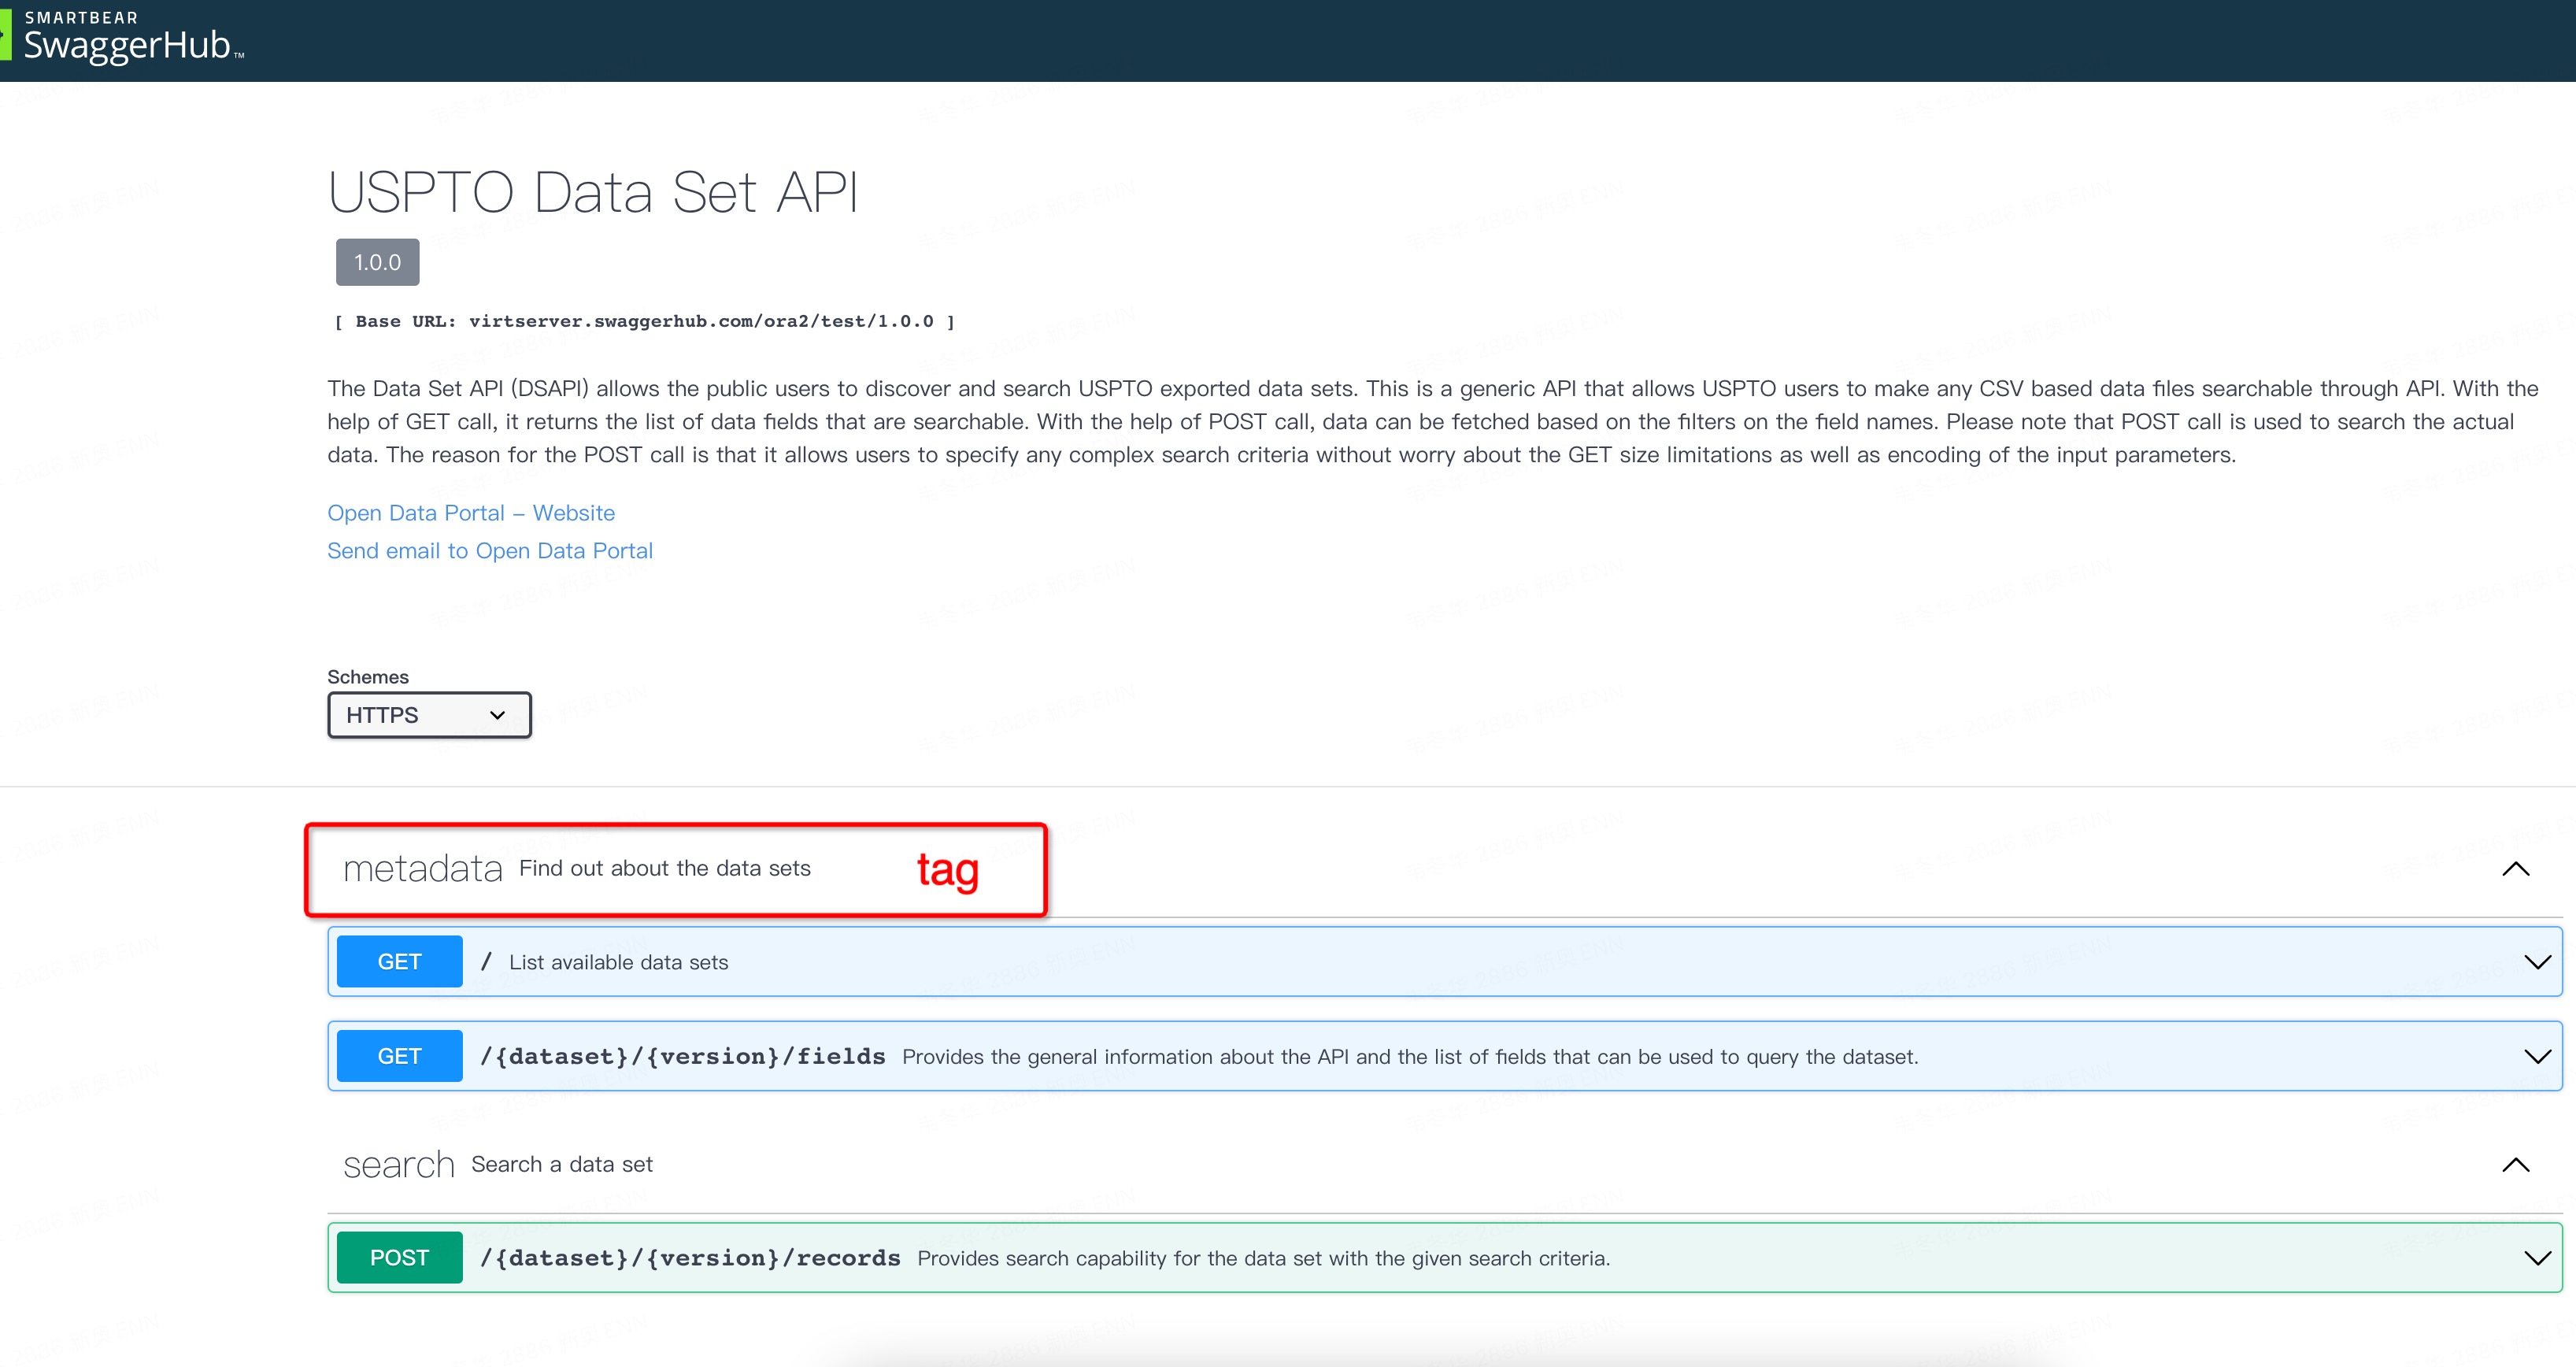 SMARTBEAR
SwaggerHub™
USPTO Data Set API
1.0.0
[ Base URL: virtserver.swaggerhub.com/ora2/test/1.0.0 ]
The Data Set API (DSAPI) allows the public users to discover and search USPTO exported data sets. This is a generic API that allows USPTO users to make any CSV based data files searchable through API. With the
help of GET call, it returns the list of data fields that are searchable. With the help of POST call, data can be fetched based on the filters on the field names. Please note that POST call is used to search the actual
data. The reason for the POST call is that it allows users to specify any complex search criteria without worry about the GET size limitations as well as encoding of the input parameters.
Open Data Portal – Website
Send email to Open Data Portal
Schemes
HTTPS
metadata Find out about the data sets tag
GET / List available data sets
GET /{dataset}/{version}/fields Provides the general information about the API and the list of fields that can be used to query the dataset.
search Search a data set
POST /{dataset}/{version}/records Provides search capability for the data set with the given search criteria.